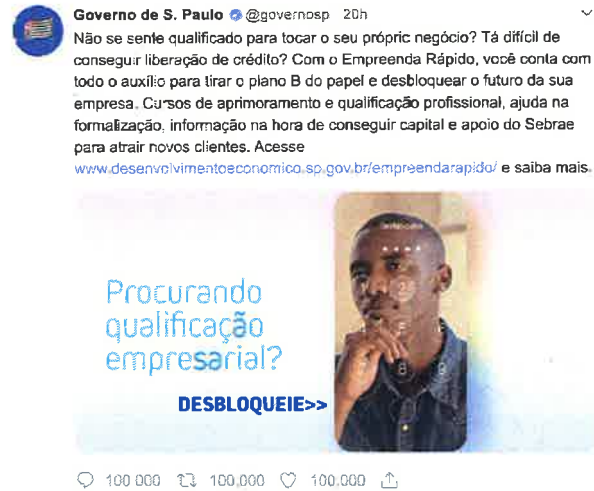 Governo de S. Paulo @governosp 20h
Não se sente qualificado para tocar o seu própric negócio? Tá difícil de
conseguir liberação de crédito? Com o Empreenda Rápido, você conta com
todo o auxílio para tirar o plano B do papel e desbloquear o futuro da sua
empresa. Cursos de aprimoramento e qualificação profissional, ajuda na
formalização, informação na hora de conseguir capital e apoio do Sebrae
para atrair novos clientes. Acesse
www.desenvolvimentoeconomico.sp.gov.br/empreendarapido/ e saiba mais.
Procurando
qualificação
empresarial?
DESBLOQUEIE>>
100 000 100,000 100.000